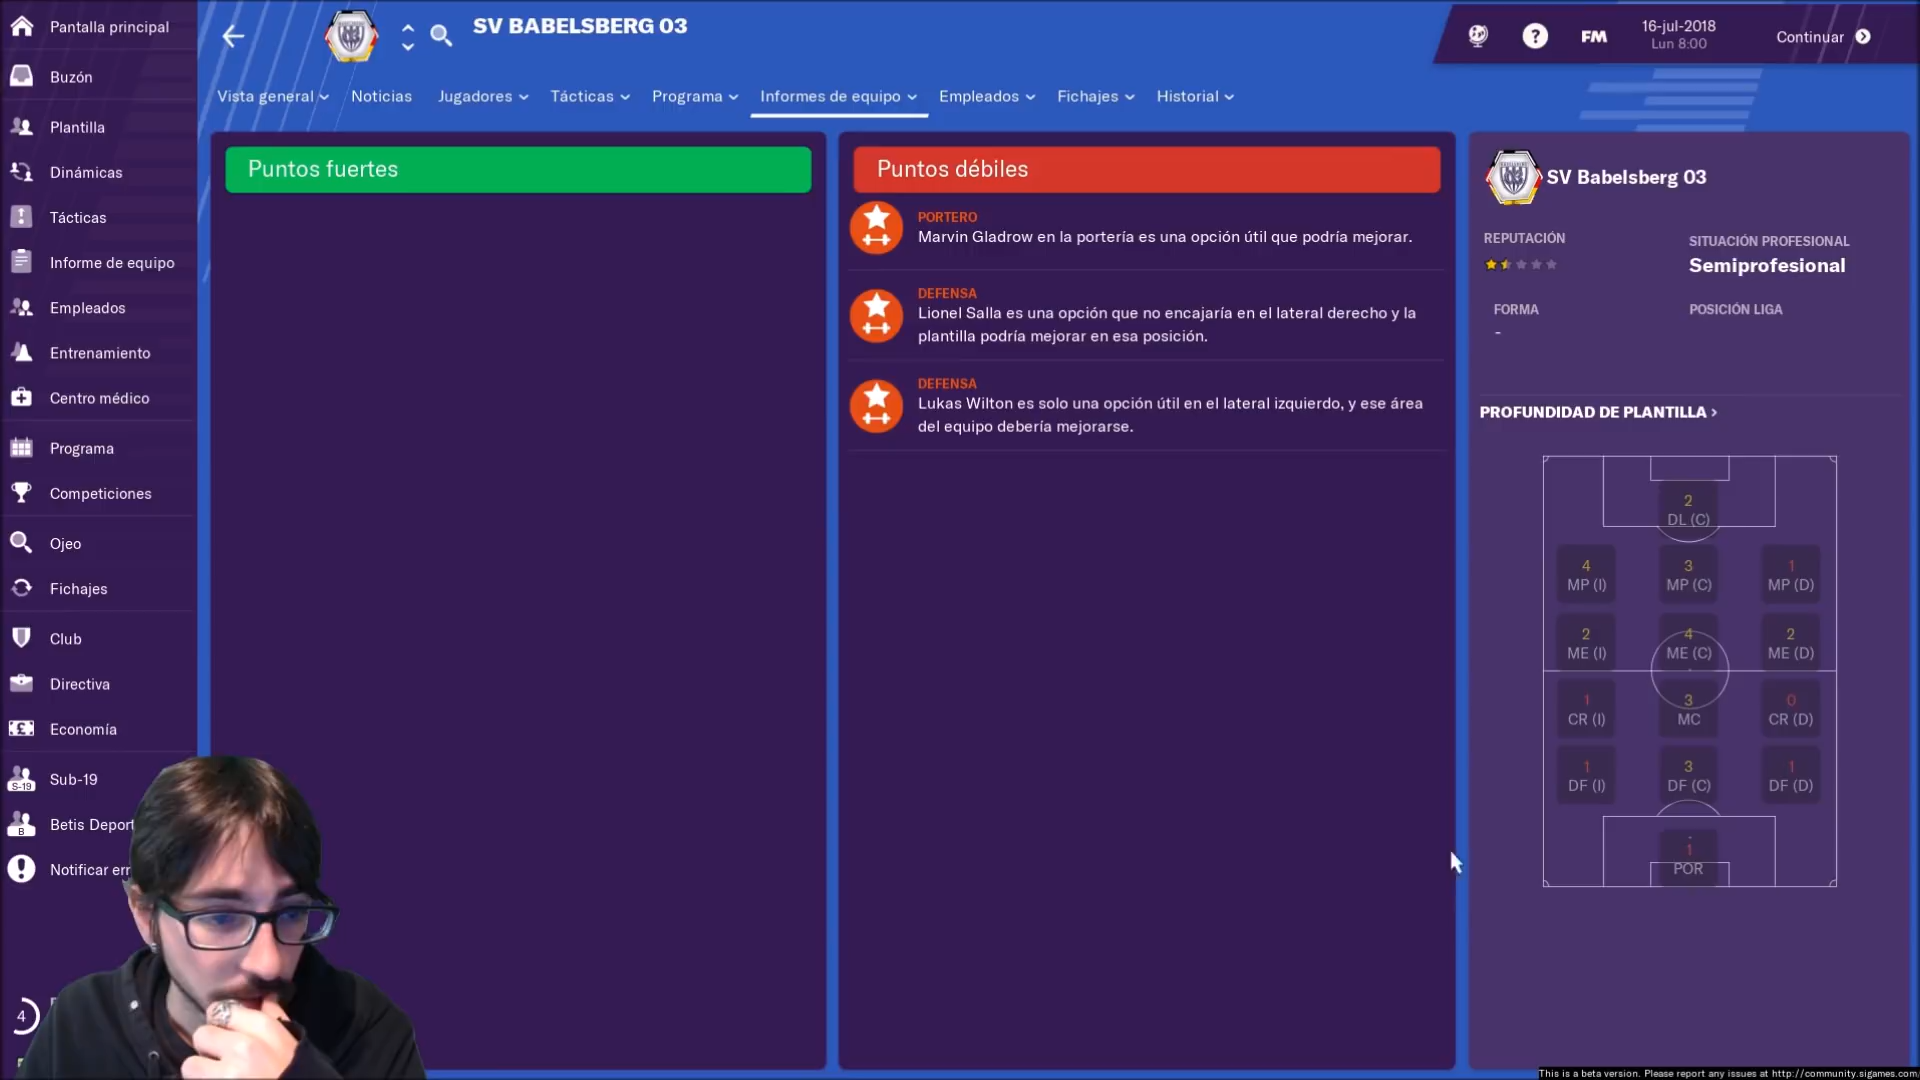 Pantalla principal
Buzón
Plantilla
Dinámicas
Tácticas
Informe de equipo
Empleados
Entrenamiento
Centro médico
Programa
Competiciones
Ojeo
Fichajes
Club
Directiva
Economía
S-19
Sub-19
B
Betis Deport
Notificar err
4
SV BABELSBERG 03
FM
16-jul-2018
Lun 8:00
Continuar
Vista general
Noticias
Jugadores
Tácticas
Programa
Informes de equipo
Empleados
Fichajes
Historial
Puntos fuertes
Puntos débiles
PORTERO
Marvin Gladrow en la portería es una opción útil que podría mejorar.
DEFENSA
Lionel Salla es una opción que no encajaría en el lateral derecho y la
plantilla podría mejorar en esa posición.
DEFENSA
Lukas Wilton es solo una opción útil en el lateral izquierdo, y ese área
del equipo debería mejorarse.
SV Babelsberg 03
REPUTACIÓN
SITUACIÓN PROFESIONAL
Semiprofesional
FORMA
-
POSICIÓN LIGA
PROFUNDIDAD DE PLANTILLA >
2
DL (C)
4 3 1
MP (I) MP (C) MP (D)
2 4 2
ME (I) ME (C) ME (D)
1 3 0
CR (I) MC CR (D)
1 3 1
DF (I) DF (C) DF (D)
1
POR
This is a beta version. Please report any issues at http://community.sigames.com